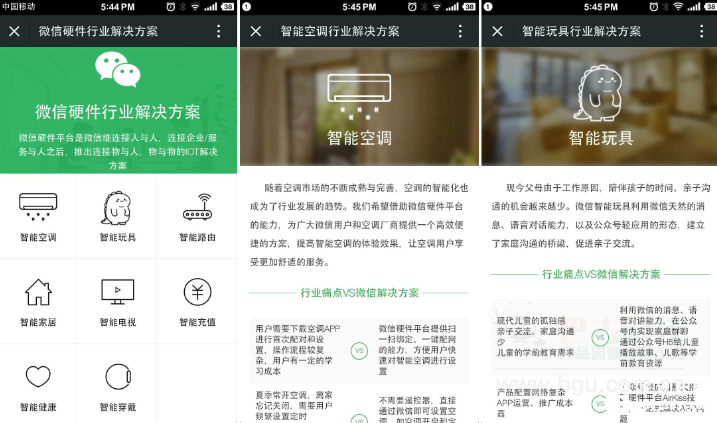 中国移动
5:44 PM
38
微信硬件行业解决方案
微信硬件行业解决方案
微信硬件平台是微信继连接人与人，连接企业/服
务与人之后，推出连接物与人，物与物的IOT解决
方案
智能空调
智能玩具
智能路由
智能家居
智能电视
智能充值
智能健康
智能穿戴
5:45 PM
38
智能空调行业解决方案
智能空调
随着空调市场的不断成熟与完善，空调的智能化也
成为了行业发展的趋势。我们希望借助微信硬件平台
的能力，为广大微信用户和空调厂商提供一个高效便
捷的方案，提高智能空调的体验效果，让空调用户享
受更加舒适的服务。
行业痛点VS微信解决方案
用户需要下载空调APP
进行首次配对和设
置，操作流程较复
杂，用户有一定的学
习成本
VS
微信硬件平台提供扫
一扫绑定、一键配网
的能力，方便用户快
速对智能空调进行设
置
夏季常开空调，离家
忘记关闭，需要用户
频繁设置定时
VS
不需要遥控器，直接
通过微信即可设置空
5:45 PM
38
智能玩具行业解决方案
智能玩具
现今父母由于工作原因，陪伴孩子的时间、亲子沟
通的机会越来越少。微信智能玩具利用微信天然的消
息、语音对话能力，以及公众号轻应用的形态，建立
了家庭沟通的桥梁，促进亲子交流。
行业痛点VS微信解决方案
现代儿童的孤独感
亲子交流、家庭沟通
少
儿童的学前教育需求
VS
利用微信的消息、语
音对讲能力，在公众
号内实现家庭群聊
通过公众号H5给儿童
播放故事、儿歌等学
前教育资源
产品配置网络复杂
APP运营、推广成本
高
VS
硬件平台AirKiss技
题